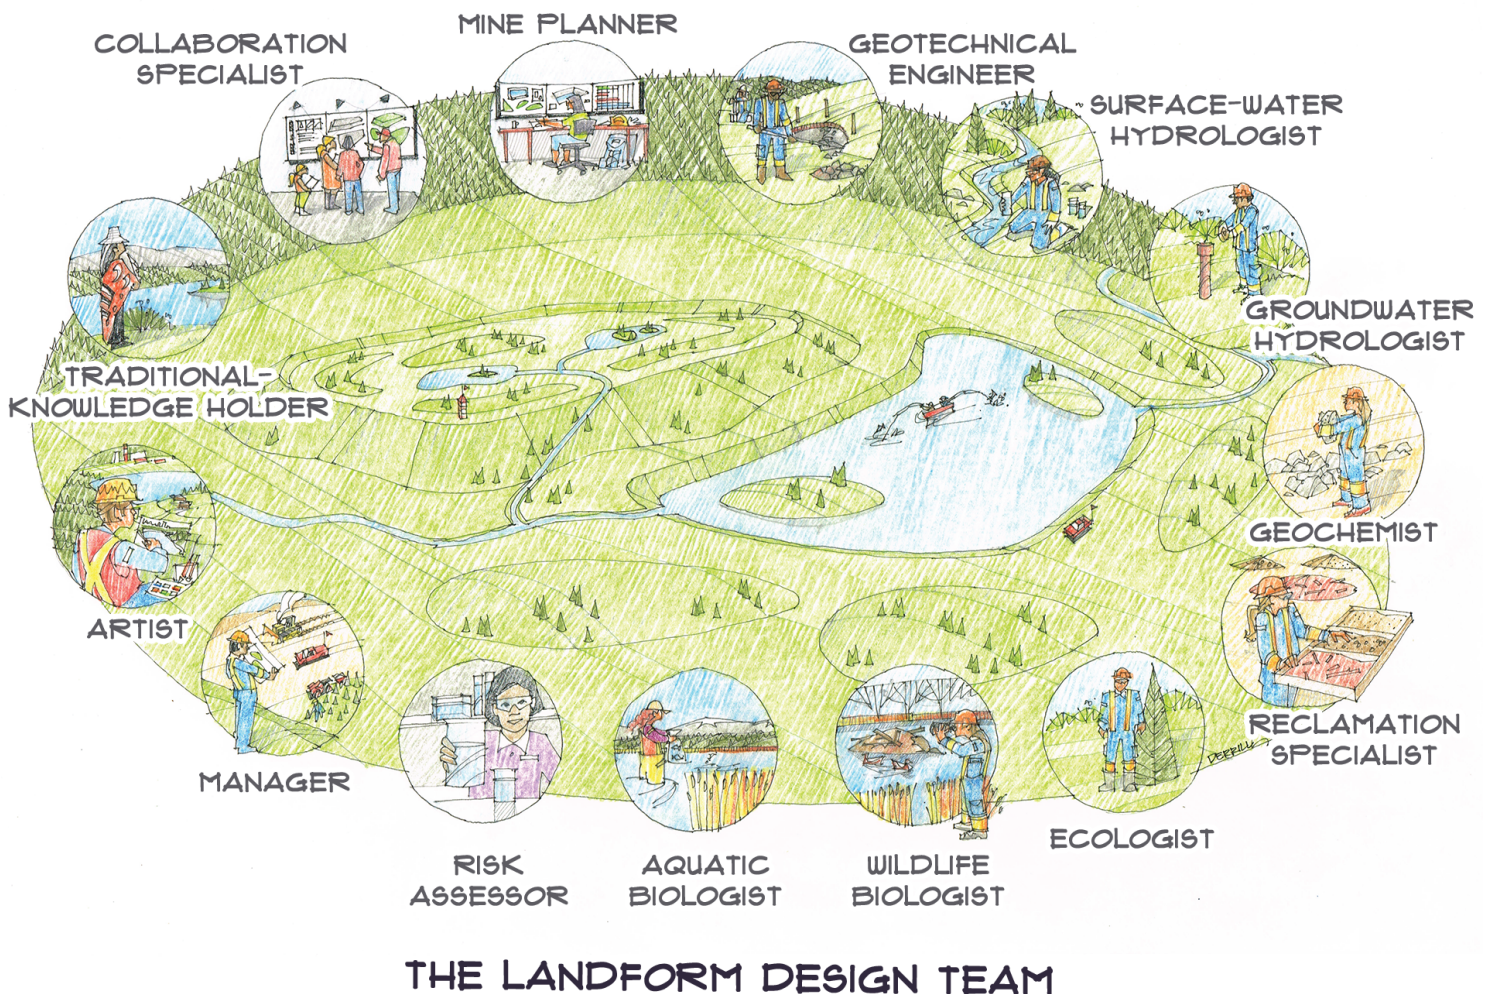 COLLABORATION
SPECIALIST
MINE PLANNER
GEOTECHNICAL
ENGINEER
SURFACE-WATER
HYDROLOGIST
GROUNDWATER
HYDROLOGIST
GEOCHEMIST
RECLAMATION
SPECIALIST
ECOLOGIST
WILDLIFE
BIOLOGIST
AQUATIC
BIOLOGIST
RISK
ASSESSOR
MANAGER
ARTIST
TRADITIONAL-
KNOWLEDGE HOLDER
THE LANDFORM DESIGN TEAM